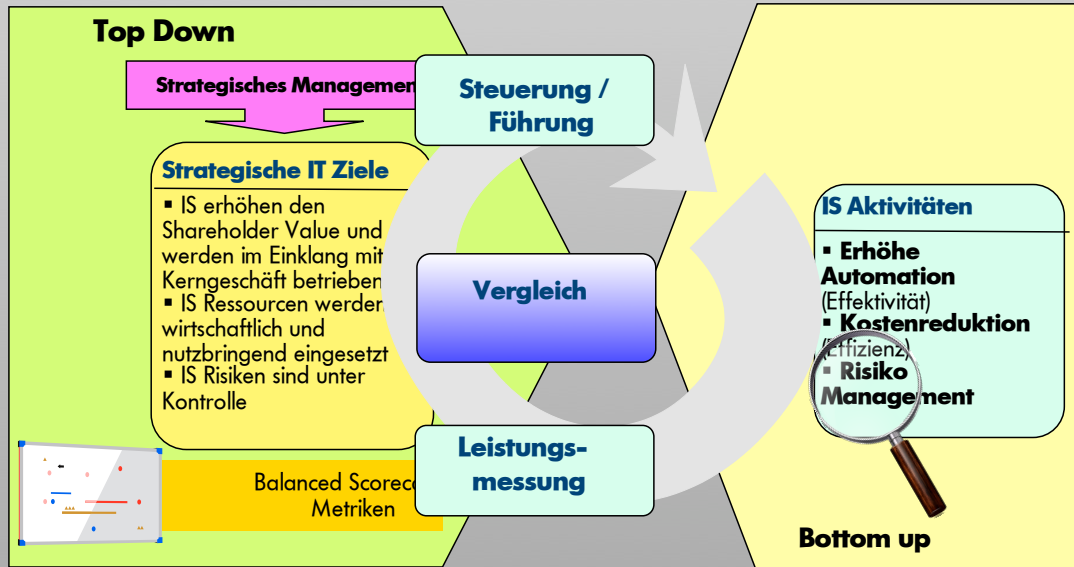 Top Down
Strategisches Managemen
Steuerung /
Führung
Strategische IT Ziele
▪ IS erhöhen den
Shareholder Value und
werden im Einklang mit
Kerngeschäft betrieben
▪ IS Ressourcen werden
wirtschaftlich und
nutzbringend eingesetzt
▪ IS Risiken sind unter
Kontrolle
Vergleich
IS Aktivitäten
▪ Erhöhe
Automation
(Effektivität)
▪ Kostenreduktion
(Effizienz)
▪ Risiko
Management
Leistungs-
messung
Balanced Scorec
Metriken
Bottom up